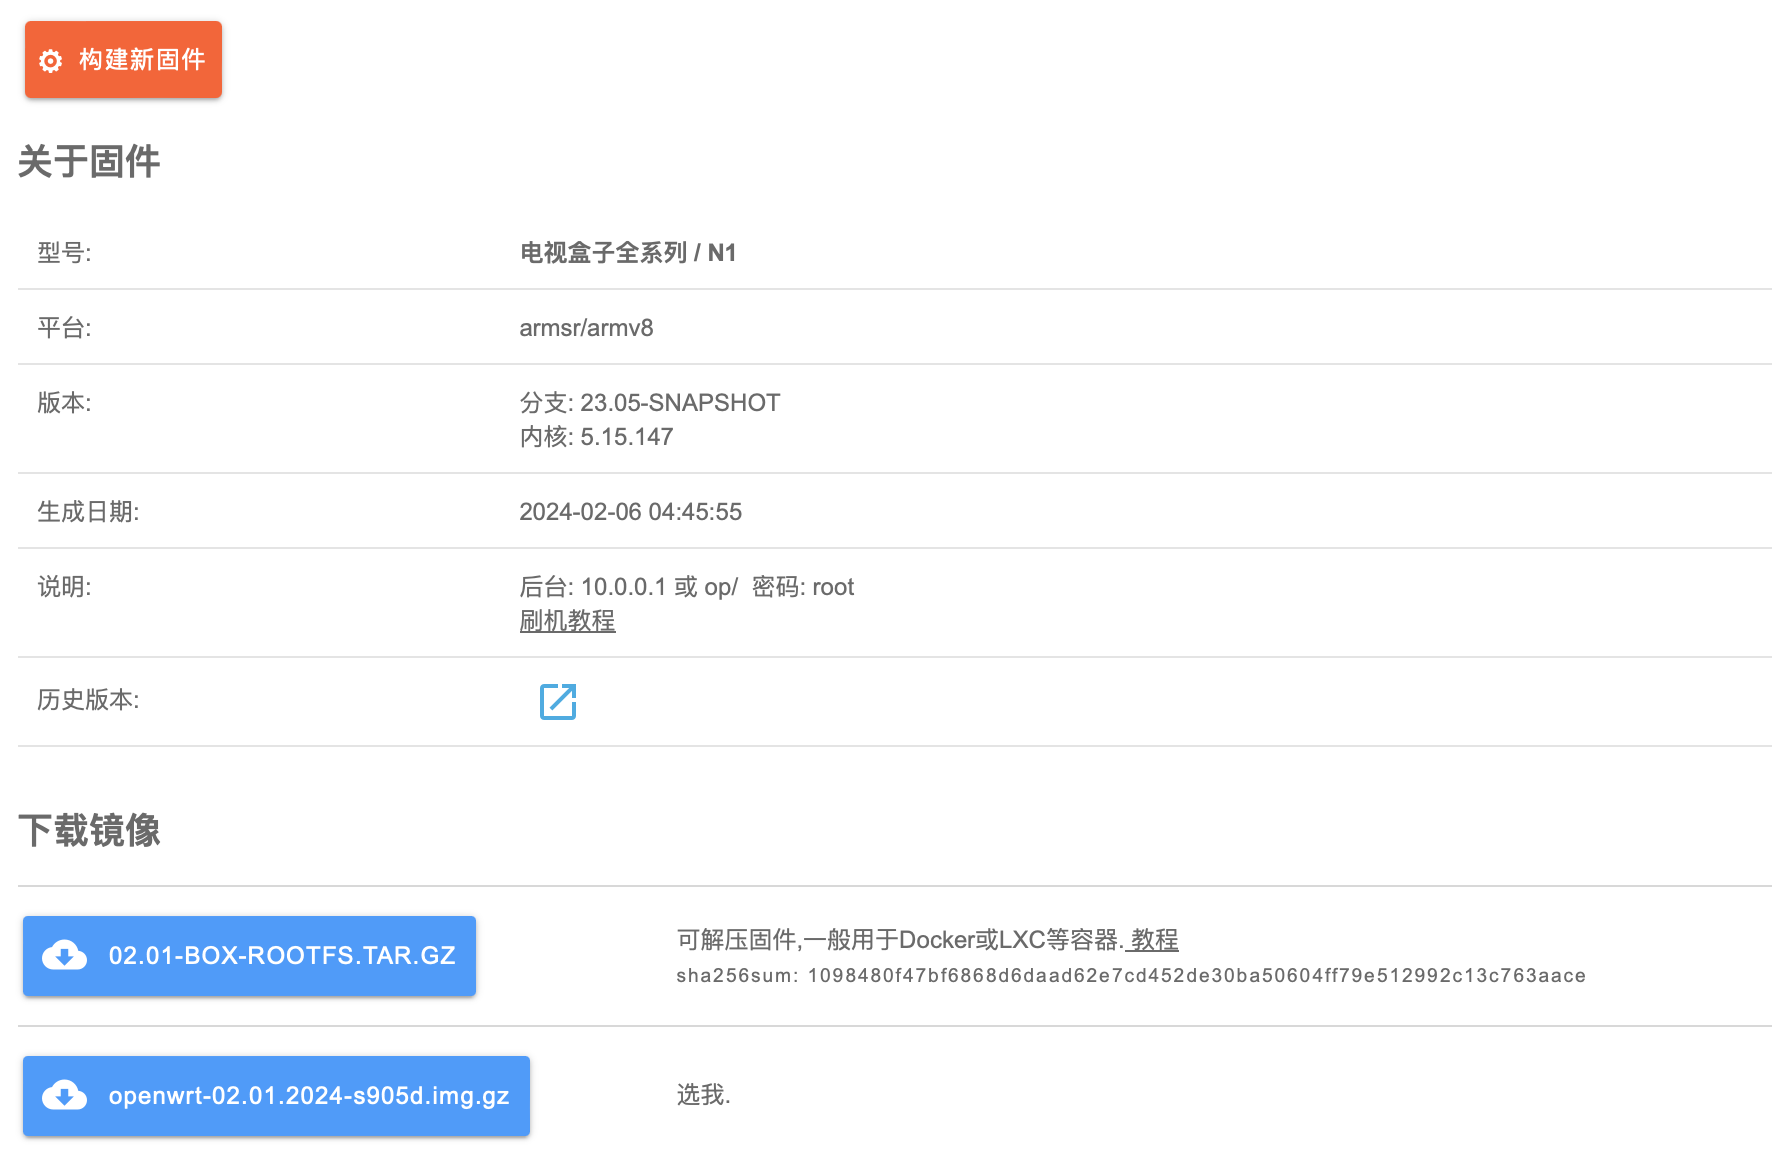 构建新固件
关于固件
型号: 电视盒子全系列 / N1
平台: armsr/armv8
版本: 分支: 23.05-SNAPSHOT
内核: 5.15.147
生成日期: 2024-02-06 04:45:55
说明: 后台: 10.0.0.1 或 op/  密码: root
刷机教程
历史版本:
下载镜像
02.01-BOX-ROOTFS.TAR.GZ
可解压固件,一般用于Docker或LXC等容器. 教程
sha256sum: 1098480f47bf6868d6daad62e7cd452de30ba50604ff79e512992c13c763aace
openwrt-02.01.2024-s905d.img.gz
选我.